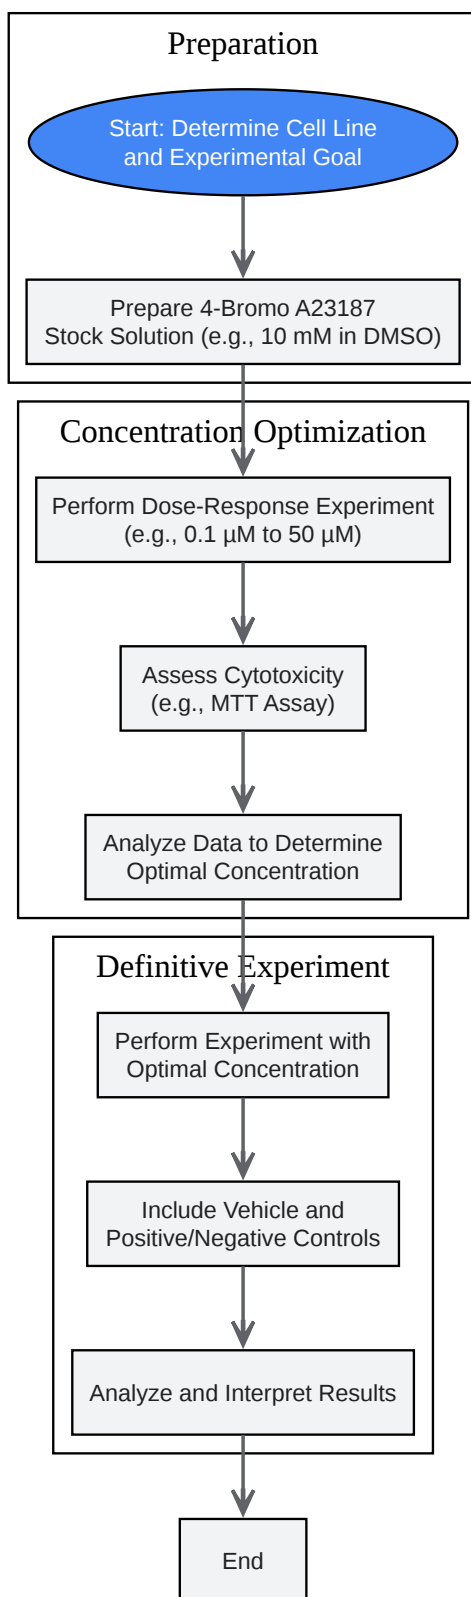 Preparation
Start: Determine Cell Line
and Experimental Goal
Prepare 4-Bromo A23187
Stock Solution (e.g., 10 mM in DMSO)
Concentration Optimization
Perform Dose-Response Experiment
(e.g., 0.1 µM to 50 µM)
Assess Cytotoxicity
(e.g., MTT Assay)
Analyze Data to Determine
Optimal Concentration
Definitive Experiment
Perform Experiment with
Optimal Concentration
Include Vehicle and
Positive/Negative Controls
Analyze and Interpret Results
End